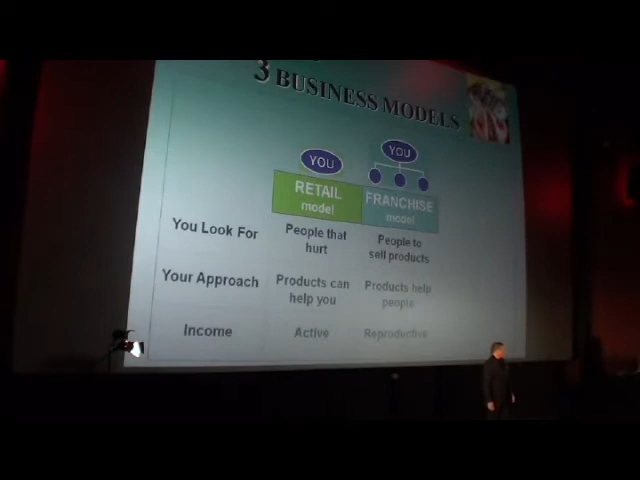 3 BUSINESS MODELS
YOU
YOU
RETAIL
model
FRANCHISE
model
You Look For
People that
hurt
People to
sell products
Your Approach
Products can
help you
Products help
people
Income
Active
Reproductive